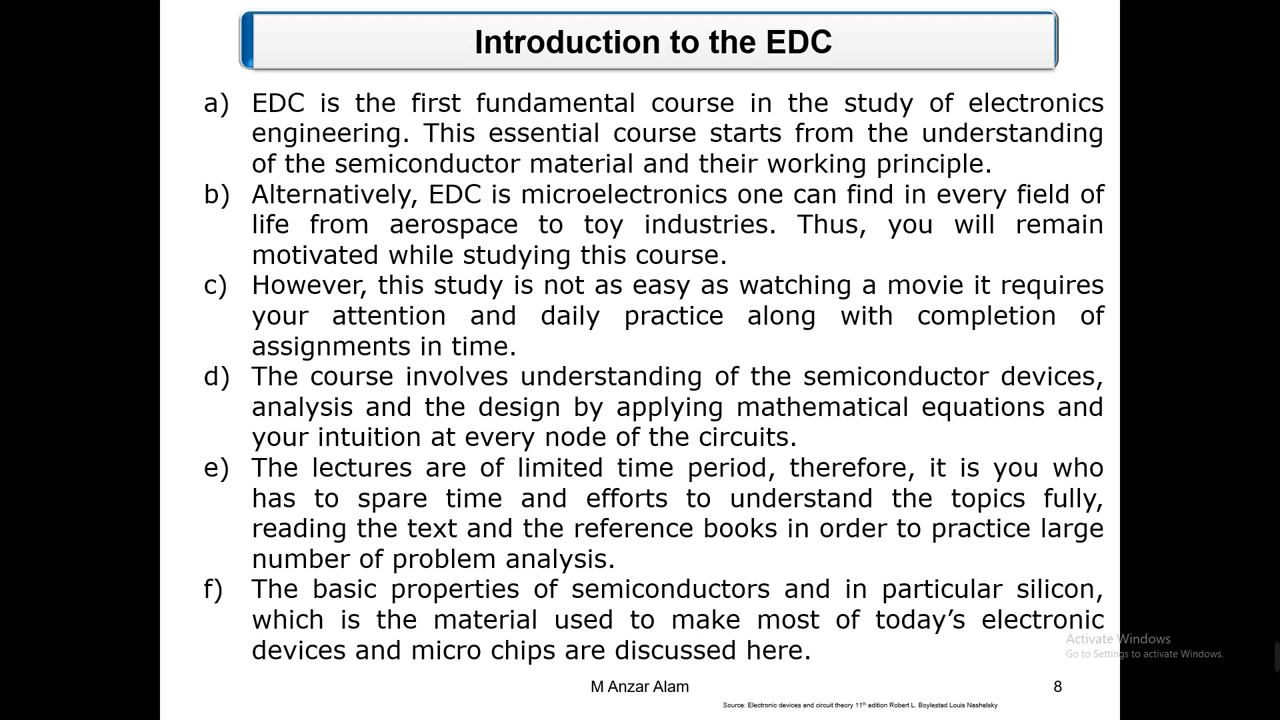 Introduction to the EDC
a) EDC is the first fundamental course in the study of electronics
engineering. This essential course starts from the understanding
of the semiconductor material and their working principle.
b) Alternatively, EDC is microelectronics one can find in every field of
life from aerospace to toy industries. Thus, you will remain
motivated while studying this course.
c) However, this study is not as easy as watching a movie it requires
your attention and daily practice along with completion of
assignments in time.
d) The course involves understanding of the semiconductor devices,
analysis and the design by applying mathematical equations and
your intuition at every node of the circuits.
e) The lectures are of limited time period, therefore, it is you who
has to spare time and efforts to understand the topics fully,
reading the text and the reference books in order to practice large
number of problem analysis.
f) The basic properties of semiconductors and in particular silicon,
which is the material used to make most of today’s electronic
devices and micro chips are discussed here.
Activate Windows
Go to Settings to activate Windows.
M Anzar Alam
8
Source: Electronic devices and circuit theory 11th edition Robert L. Boylestad Louis Nashelsky